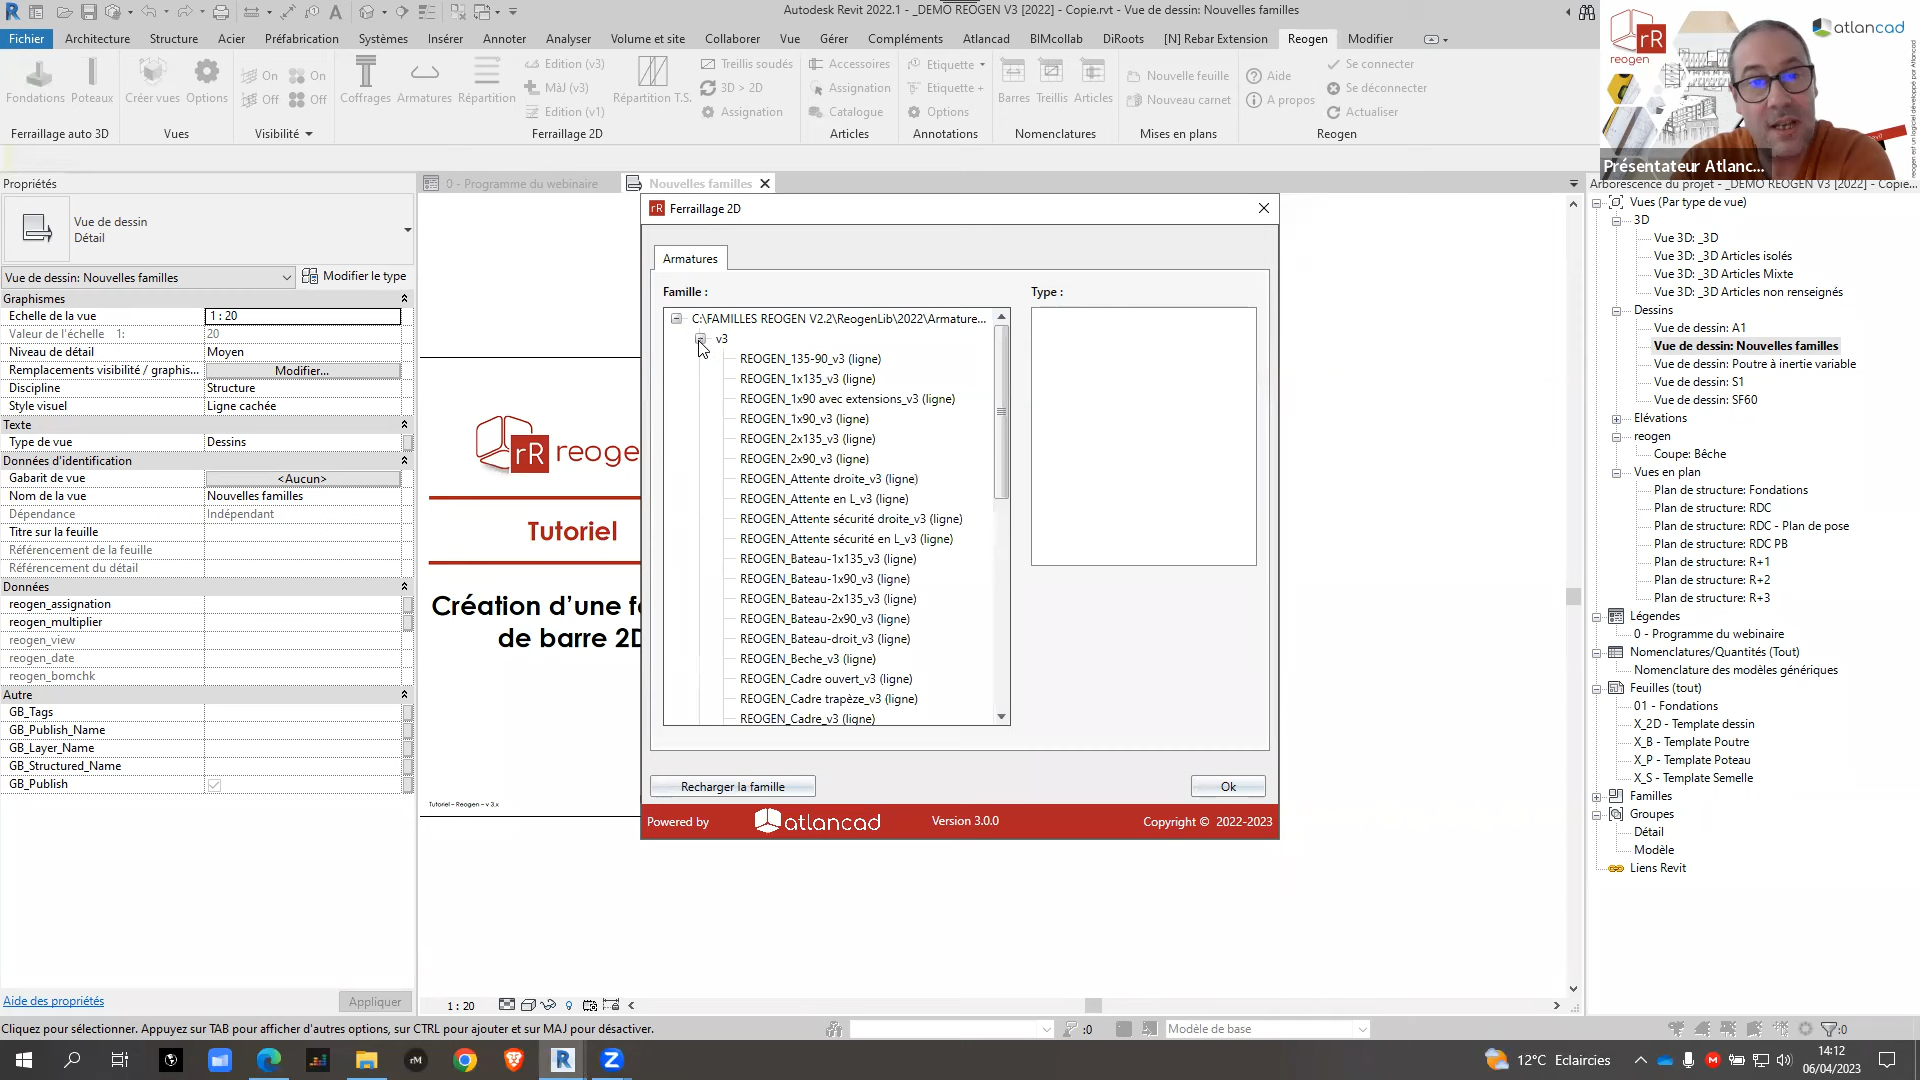 Autodesk Revit 2022.1 - _DEMO REOGEN V3 [2022] - Copie.rvt - Vue de dessin: Nouvelles familles
Fichier Architecture Structure Acier Préfabrication Systèmes Insérer Annoter Analyser Volume et site Collaborer Vue Gérer Compléments Atlancad BIMcollab DiRoots [N] Rebar Extension Reogen Modifier
On On Edition (v3) Treillis soudés Accessoires Etiquette Nouvelle feuille Aide Se connecter
MàJ (v3) 3D > 2D Assignation Etiquette + Nouveau carnet A propos Se déconnecter
Fondations Poteaux Créer vues Options Off Off Coffrages Armatures Répartition Répartition T.S. Barres Treillis Articles
Edition (v1) Assignation Catalogue Options Actualiser
Ferraillage auto 3D Vues Visibilité Ferraillage 2D Articles Annotations Nomenclatures Mises en plans Reogen
reogen
atlancad
Présentateur Atlanc...
Propriétés
Vue de dessin
Détail
Vue de dessin: Nouvelles familles Modifier le type
Graphismes
Echelle de la vue 1 : 20
Valeur de l'échelle 1: 20
Niveau de détail Moyen
Remplacements visibilité / graphis... Modifier...
Discipline Structure
Style visuel Ligne cachée
Texte
Type de vue Dessins
Données d'identification
Gabarit de vue <Aucun>
Nom de la vue Nouvelles familles
Dépendance Indépendant
Titre sur la feuille
Référencement de la feuille
Référencement du détail
Données
reogen_assignation
reogen_multiplier
reogen_view
reogen_date
reogen_bomchk
Autre
GB_Tags
GB_Publish_Name
GB_Layer_Name
GB_Structured_Name
GB_Publish
Aide des propriétés Appliquer
0 - Programme du webinaire Nouvelles familles
rR reoge
Tutoriel
Création d'une f
de barre 2D
Tutoriel – Reogen – v 3.x
rR Ferraillage 2D
Armatures
Famille :
Type :
C:\FAMILLES REOGEN V2.2\ReogenLib\2022\Armature...
v3
REOGEN_135-90_v3 (ligne)
REOGEN_1x135_v3 (ligne)
REOGEN_1x90 avec extensions_v3 (ligne)
REOGEN_1x90_v3 (ligne)
REOGEN_2x135_v3 (ligne)
REOGEN_2x90_v3 (ligne)
REOGEN_Attente droite_v3 (ligne)
REOGEN_Attente en L_v3 (ligne)
REOGEN_Attente sécurité droite_v3 (ligne)
REOGEN_Attente sécurité en L_v3 (ligne)
REOGEN_Bateau-1x135_v3 (ligne)
REOGEN_Bateau-1x90_v3 (ligne)
REOGEN_Bateau-2x135_v3 (ligne)
REOGEN_Bateau-2x90_v3 (ligne)
REOGEN_Bateau-droit_v3 (ligne)
REOGEN_Beche_v3 (ligne)
REOGEN_Cadre ouvert_v3 (ligne)
REOGEN_Cadre trapèze_v3 (ligne)
REOGEN_Cadre_v3 (ligne)
Recharger la famille Ok
Powered by atlancad Version 3.0.0 Copyright © 2022-2023
Arborescence du projet - _DEMO REOGEN V3 [2022] - Copie...
Vues (Par type de vue)
3D
Vue 3D: _3D
Vue 3D: _3D Articles isolés
Vue 3D: _3D Articles Mixte
Vue 3D: _3D Articles non renseignés
Dessins
Vue de dessin: A1
Vue de dessin: Nouvelles familles
Vue de dessin: Poutre à inertie variable
Vue de dessin: S1
Vue de dessin: SF60
Elévations
reogen
Coupe: Bêche
Vues en plan
Plan de structure: Fondations
Plan de structure: RDC
Plan de structure: RDC - Plan de pose
Plan de structure: RDC PB
Plan de structure: R+1
Plan de structure: R+2
Plan de structure: R+3
Légendes
0 - Programme du webinaire
Nomenclatures/Quantités (Tout)
Nomenclature des modèles génériques
Feuilles (tout)
01 - Fondations
X_2D - Template dessin
X_B - Template Poutre
X_P - Template Poteau
X_S - Template Semelle
Familles
Groupes
Détail
Modèle
Liens Revit
1 : 20
Cliquez pour sélectionner. Appuyez sur TAB pour afficher d'autres options, sur CTRL pour ajouter et sur MAJ pour désactiver. :0 Modèle de base :0
12°C Eclaircies
14:12
06/04/2023